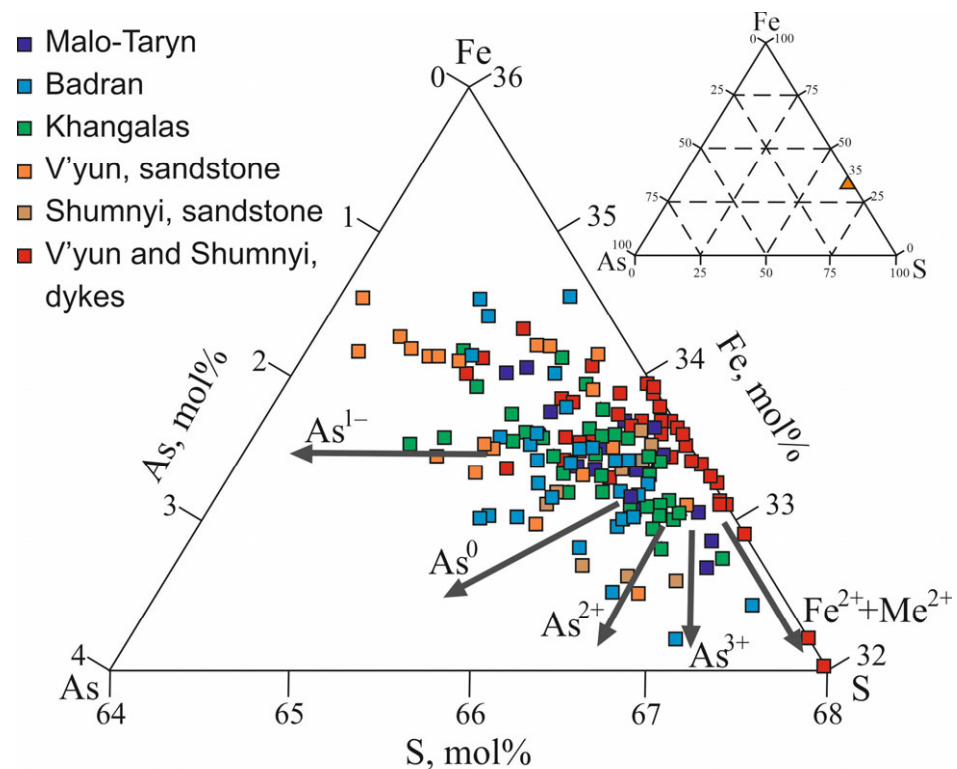 Malo-Taryn
Badran
Khangalas
V'yun, sandstone
Shumnyi, sandstone
V'yun and Shumnyi,
dykes
Fe
0 36
1 35
2 34
3 33
4 32
As S
64 65 66 67 68
S, mol%
As, mol%
Fe, mol%
As¹⁻
As⁰
As²⁺
As³⁺
Fe²⁺+Me²⁺
Fe
0 100
25 75
50 50
35
75 25
100 0
As S
0 25 50 75 100